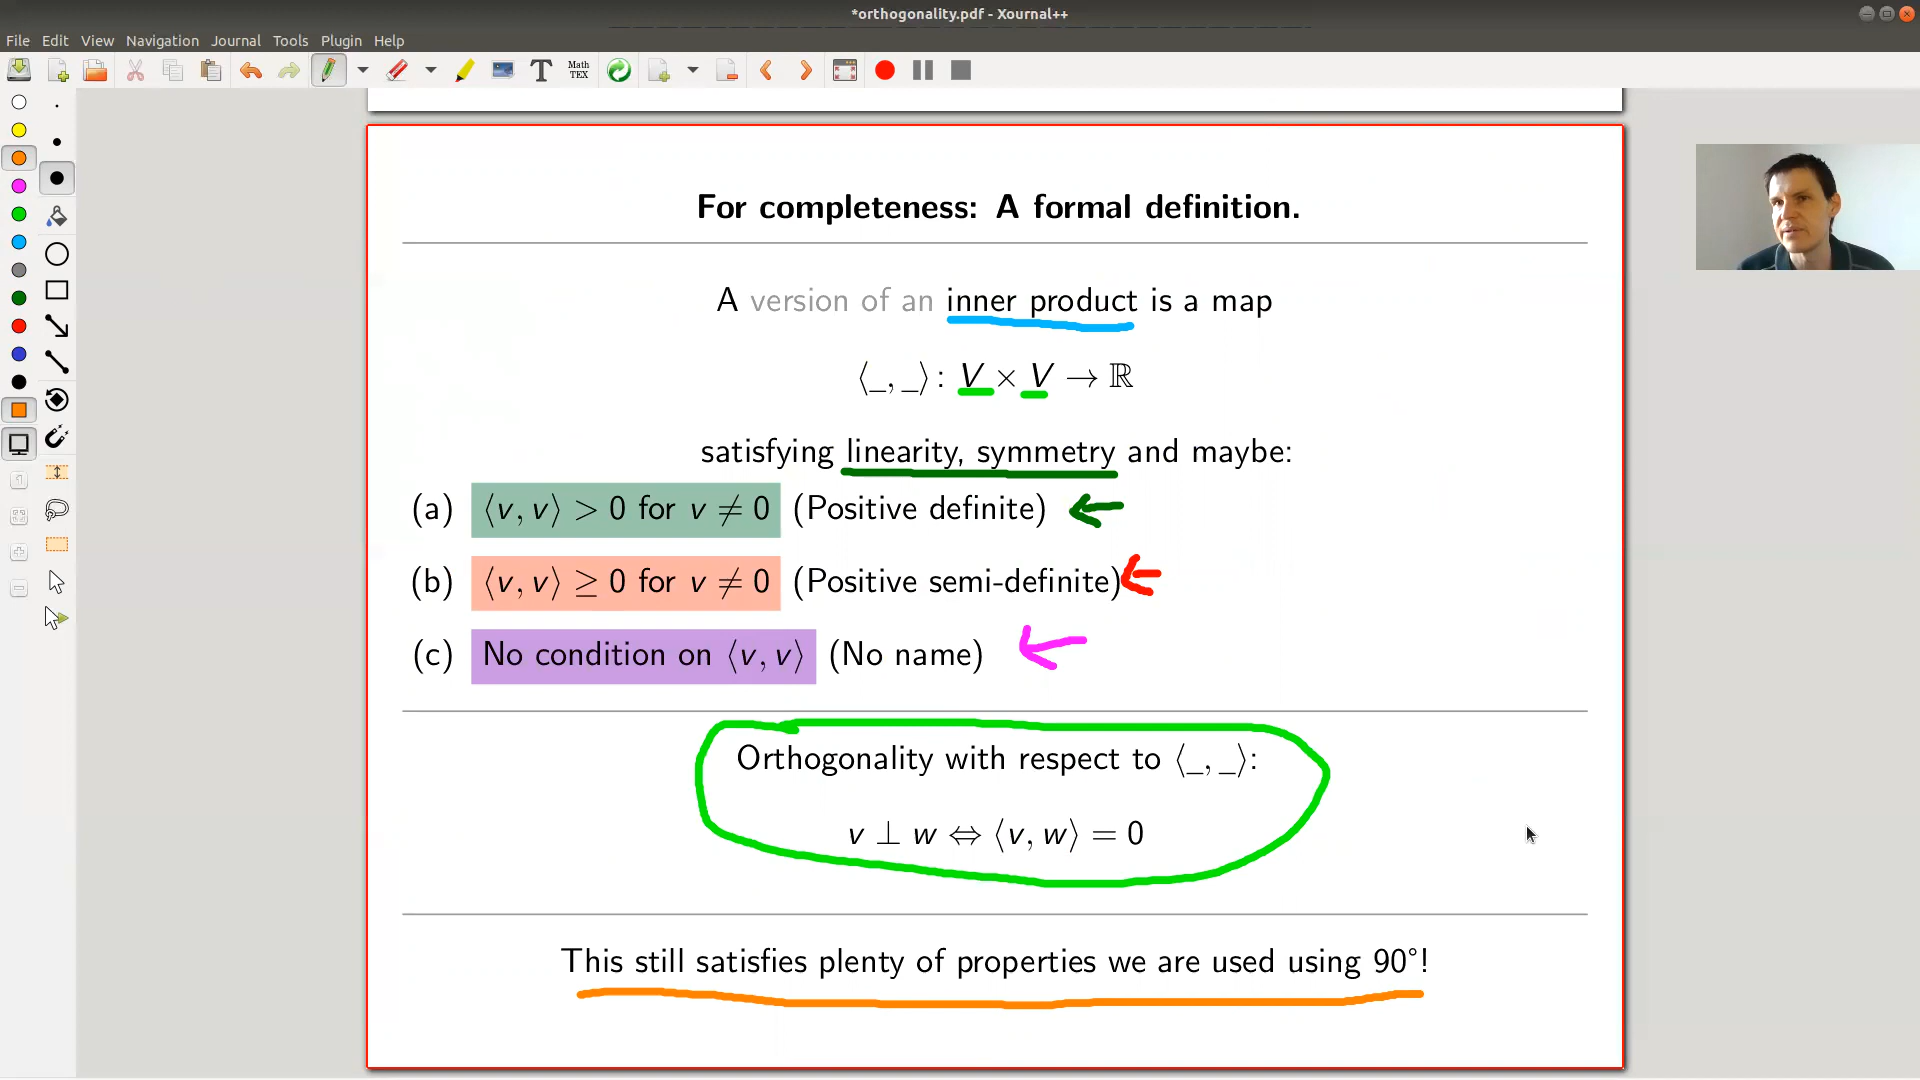 *orthogonality.pdf - Xournal++
File Edit View Navigation Journal Tools Plugin Help
Math
TEX
For completeness: A formal definition.
A version of an inner product is a map
⟨_, _⟩: V × V → ℝ
satisfying linearity, symmetry and maybe:
(a) ⟨v, v⟩ > 0 for v ≠ 0 (Positive definite)
(b) ⟨v, v⟩ ≥ 0 for v ≠ 0 (Positive semi-definite)
(c) No condition on ⟨v, v⟩ (No name)
Orthogonality with respect to ⟨_, _⟩:
v ⊥ w ⇔ ⟨v, w⟩ = 0
This still satisfies plenty of properties we are used using 90°!